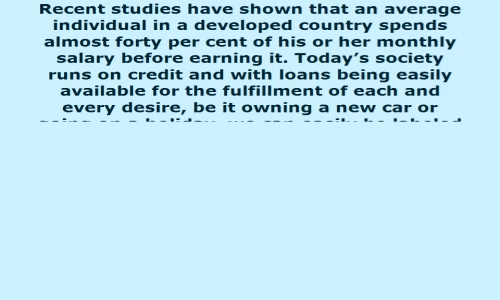 Recent studies have shown that an average
individual in a developed country spends
almost forty per cent of his or her monthly
salary before earning it. Today’s society
runs on credit and with loans being easily
available for the fulfillment of each and
every desire, be it owning a new car or
going on a holiday, we can easily be labeled